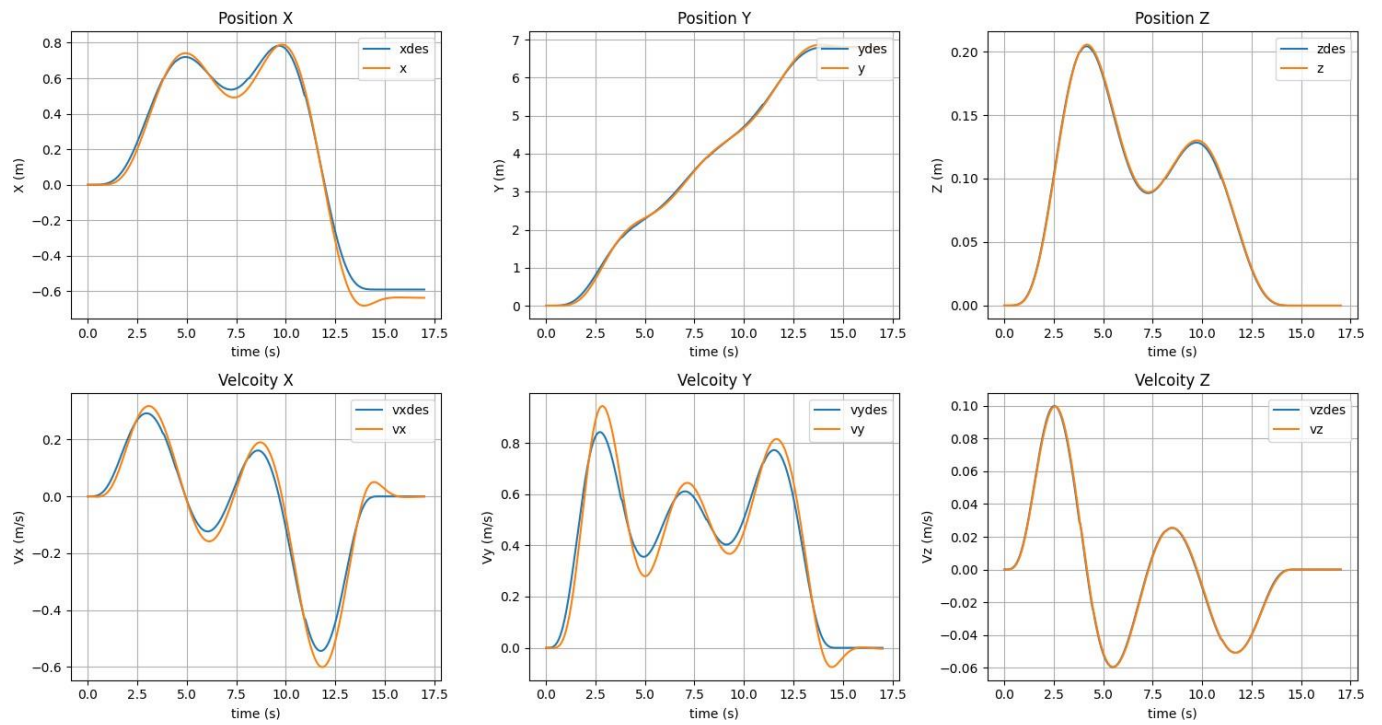 Position X
Position Y
Position Z
xdes
x
ydes
y
zdes
z
X (m)
0.8
0.6
0.4
0.2
0.0
−0.2
−0.4
−0.6
Y (m)
7
6
5
4
3
2
1
0
Z (m)
0.20
0.15
0.10
0.05
0.00
0.0 2.5 5.0 7.5 10.0 12.5 15.0 17.5
0.0 2.5 5.0 7.5 10.0 12.5 15.0 17.5
0.0 2.5 5.0 7.5 10.0 12.5 15.0 17.5
time (s)
time (s)
time (s)
Velcoity X
Velcoity Y
Velcoity Z
vxdes
vx
vydes
vy
vzdes
vz
Vx (m/s)
0.2
0.0
−0.2
−0.4
−0.6
Vy (m/s)
0.8
0.6
0.4
0.2
0.0
Vz (m/s)
0.10
0.08
0.06
0.04
0.02
0.00
−0.02
−0.04
−0.06
0.0 2.5 5.0 7.5 10.0 12.5 15.0 17.5
0.0 2.5 5.0 7.5 10.0 12.5 15.0 17.5
0.0 2.5 5.0 7.5 10.0 12.5 15.0 17.5
time (s)
time (s)
time (s)